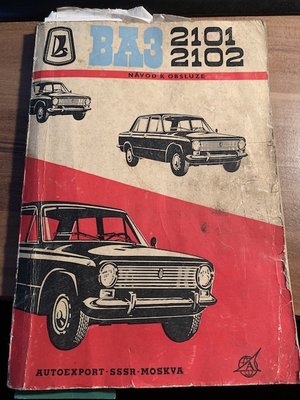 ВАЗ 2101
2102
NÁVOD K OBSLUZE
AUTOEXPORT · SSSR · MOSKVA